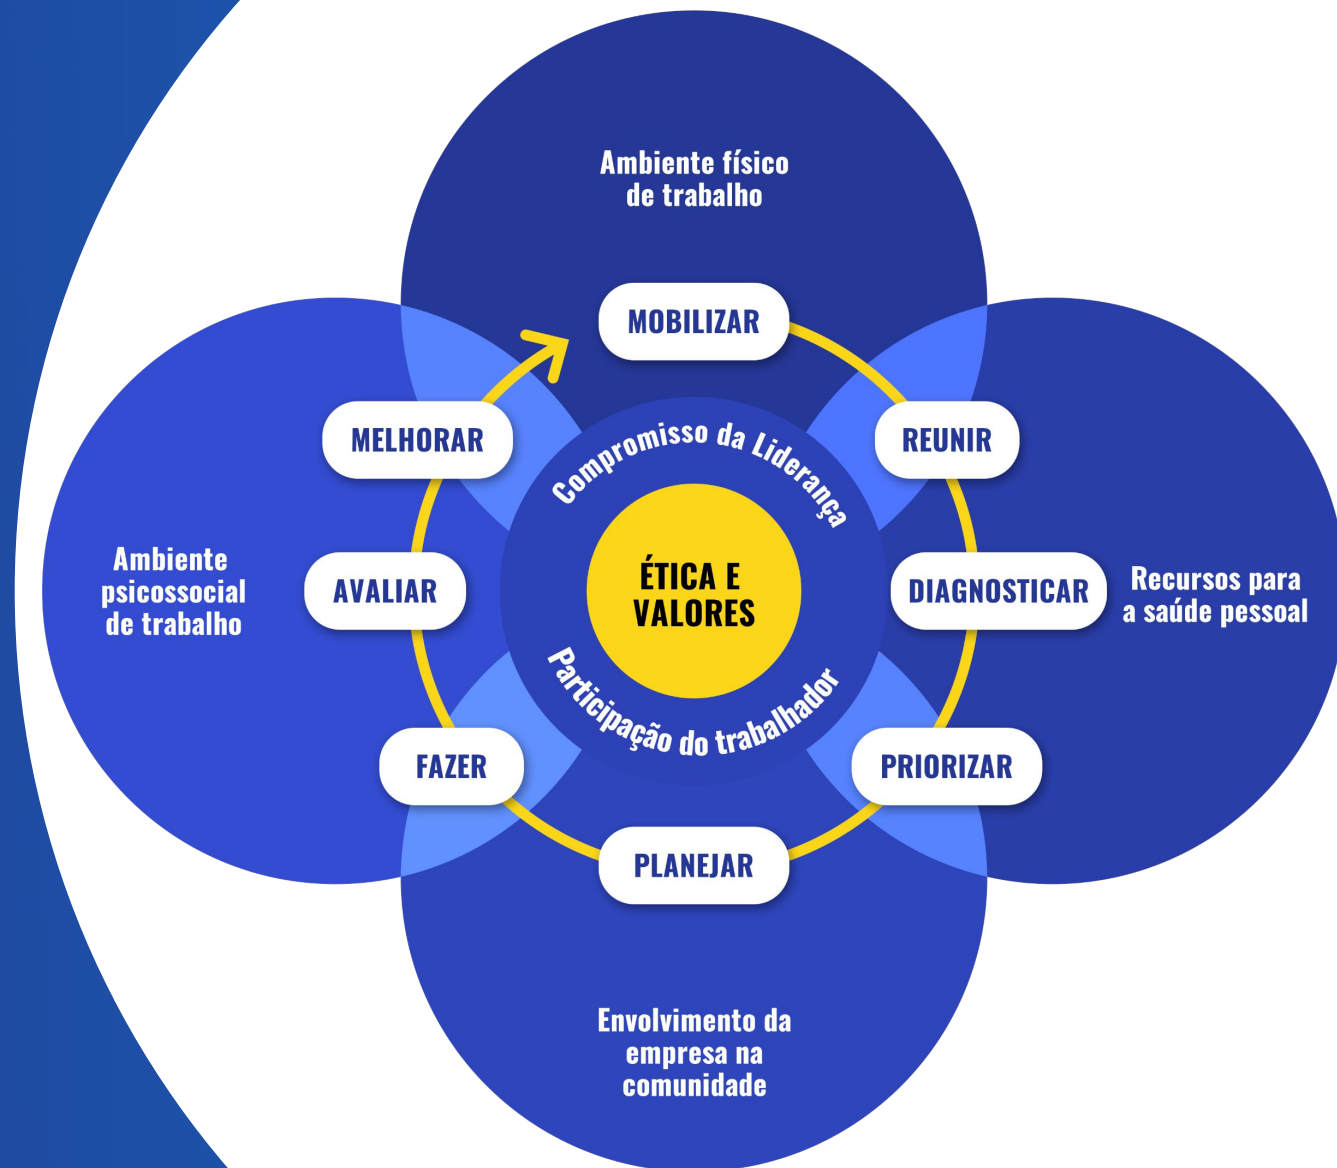 Ambiente físico
de trabalho
MOBILIZAR
MELHORAR
REUNIR
Compromisso da Liderança
Ambiente
psicossocial
de trabalho
AVALIAR
ÉTICA E
VALORES
DIAGNOSTICAR
Recursos para
a saúde pessoal
Participação do trabalhador
FAZER
PRIORIZAR
PLANEJAR
Envolvimento da
empresa na
comunidade